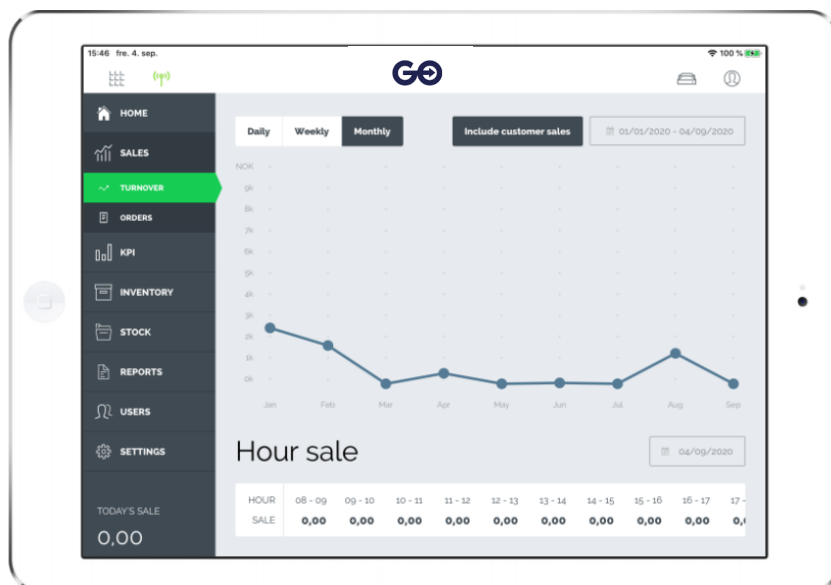 15:46 fre. 4. sep.
100 %
GO
HOME
SALES
TURNOVER
ORDERS
KPI
INVENTORY
STOCK
REPORTS
USERS
SETTINGS
TODAY'S SALE
0,00
Daily Weekly Monthly Include customer sales 01/01/2020 - 04/09/2020
NOK
9k
8k
7k
6k
5k
4k
3k
2k
1k
0k
Jan Feb Mar Apr May Jun Jul Aug Sep
Hour sale 04/09/2020
HOUR 08 - 09 09 - 10 10 - 11 11 - 12 12 - 13 13 - 14 14 - 15 15 - 16 16 - 17 17 -
SALE 0,00 0,00 0,00 0,00 0,00 0,00 0,00 0,00 0,00 0,0